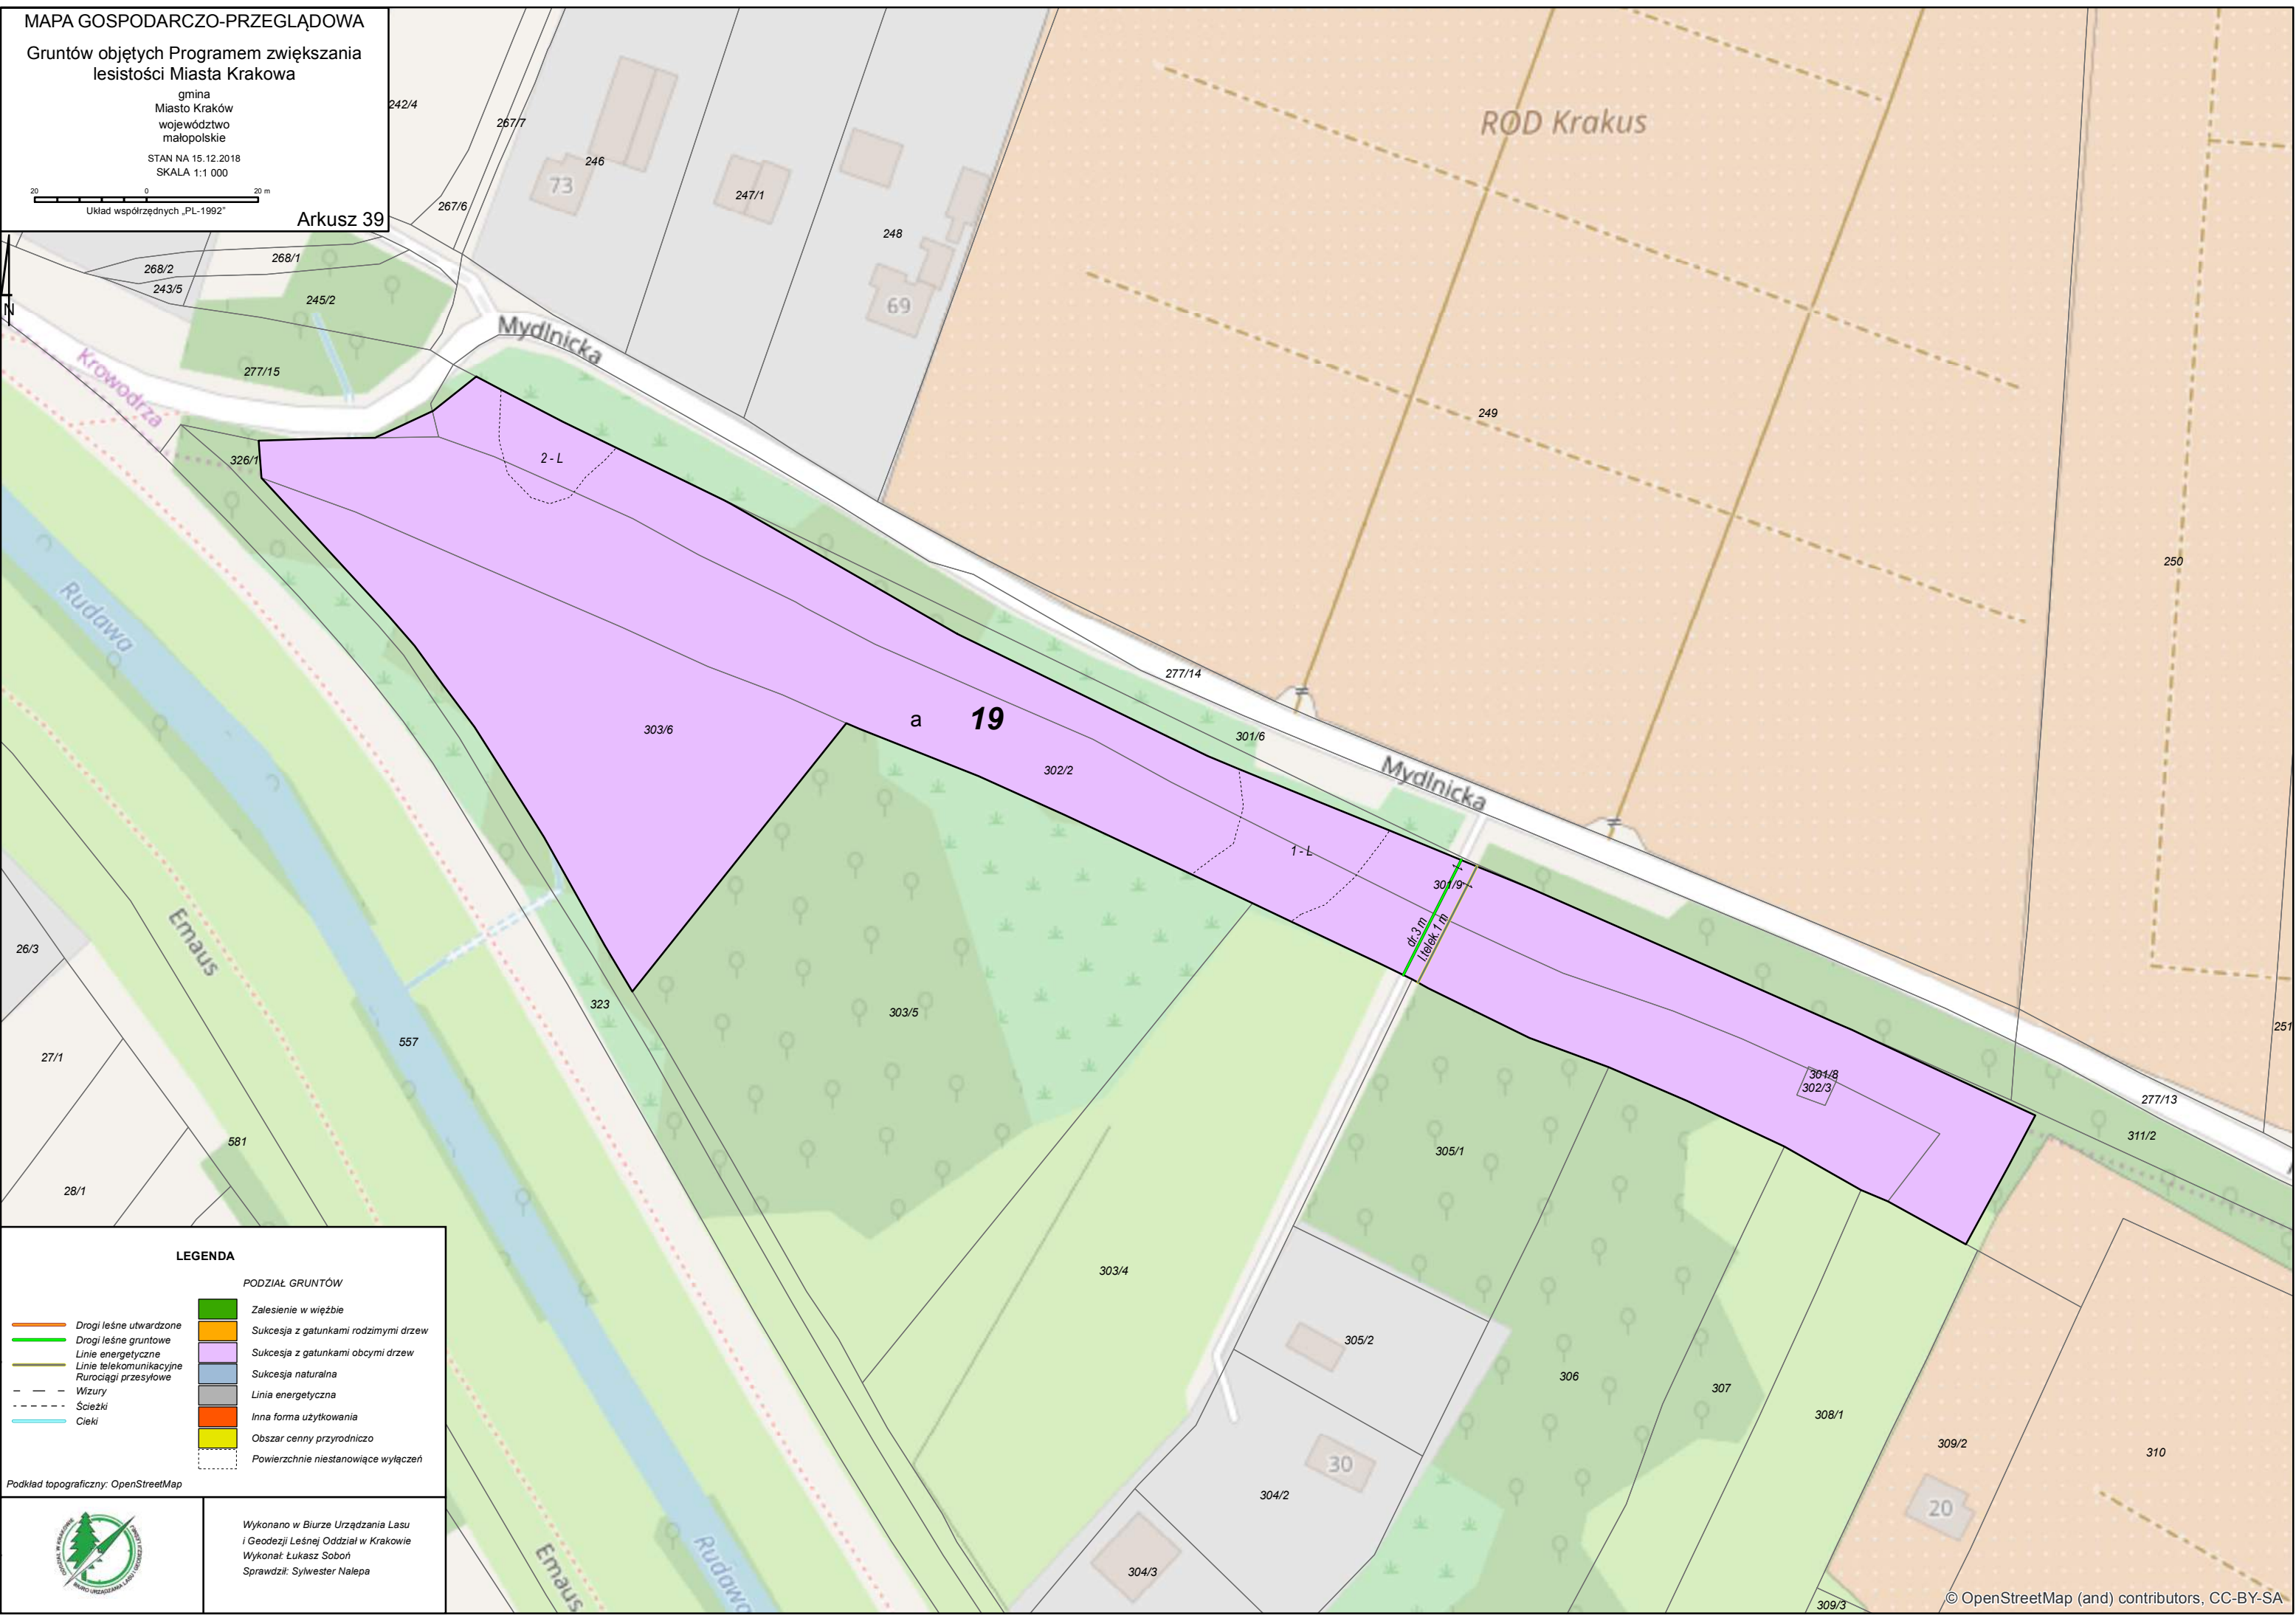 MAPA GOSPODARCZO-PRZEGLĄDOWA
Gruntów objętych Programem zwiększania
lesistości Miasta Krakowa
gmina
Miasto Kraków
województwo
małopolskie
STAN NA 15.12.2018
SKALA 1:1 000
20 0 20 m
Układ współrzędnych „PL-1992”
Arkusz 39
N
242/4
267/7
267/6
246
73
247/1
248
69
ROD Krakus
268/2
268/1
243/5
245/2
277/15
Mydlnicka
Krowodrza
326/1
2 - L
249
250
Rudawa
303/6
a 19
302/2
277/14
301/6
Mydlnicka
1 - L
301/9
dr.3 m
l.telek.1 m
Emaus
26/3
27/1
28/1
557
581
323
303/5
303/4
301/8
302/3
251
277/13
311/2
305/1
305/2
306
307
308/1
309/2
310
30
304/2
304/3
20
309/3
Emaus
Rudawa
LEGENDA
PODZIAŁ GRUNTÓW
Drogi leśne utwardzone
Drogi leśne gruntowe
Linie energetyczne
Linie telekomunikacyjne
Rurociągi przesyłowe
Wizury
Ścieżki
Cieki
Zalesienie w więźbie
Sukcesja z gatunkami rodzimymi drzew
Sukcesja z gatunkami obcymi drzew
Sukcesja naturalna
Linia energetyczna
Inna forma użytkowania
Obszar cenny przyrodniczo
Powierzchnie niestanowiące wyłączeń
Podkład topograficzny: OpenStreetMap
BIURO URZĄDZANIA LASU I GEODEZJI LEŚNEJ
ODDZIAŁ W KRAKOWIE
Wykonano w Biurze Urządzania Lasu
i Geodezji Leśnej Oddział w Krakowie
Wykonał: Łukasz Soboń
Sprawdził: Sylwester Nalepa
© OpenStreetMap (and) contributors, CC-BY-SA